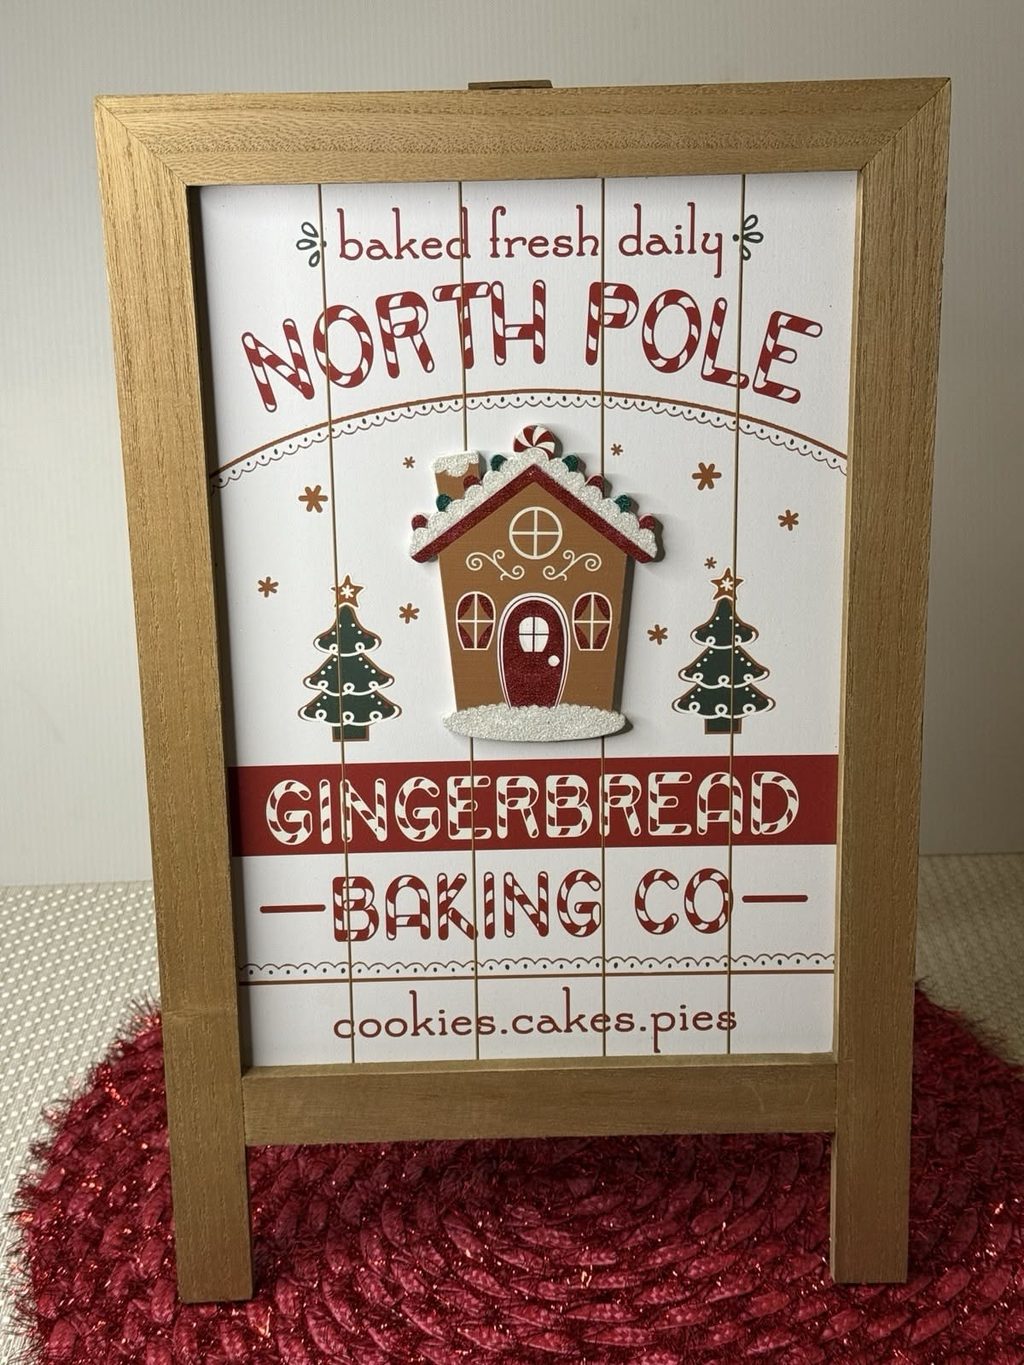 baked fresh daily
NORTH POLE
GINGERBREAD
BAKING CO
cookies.cakes.pies